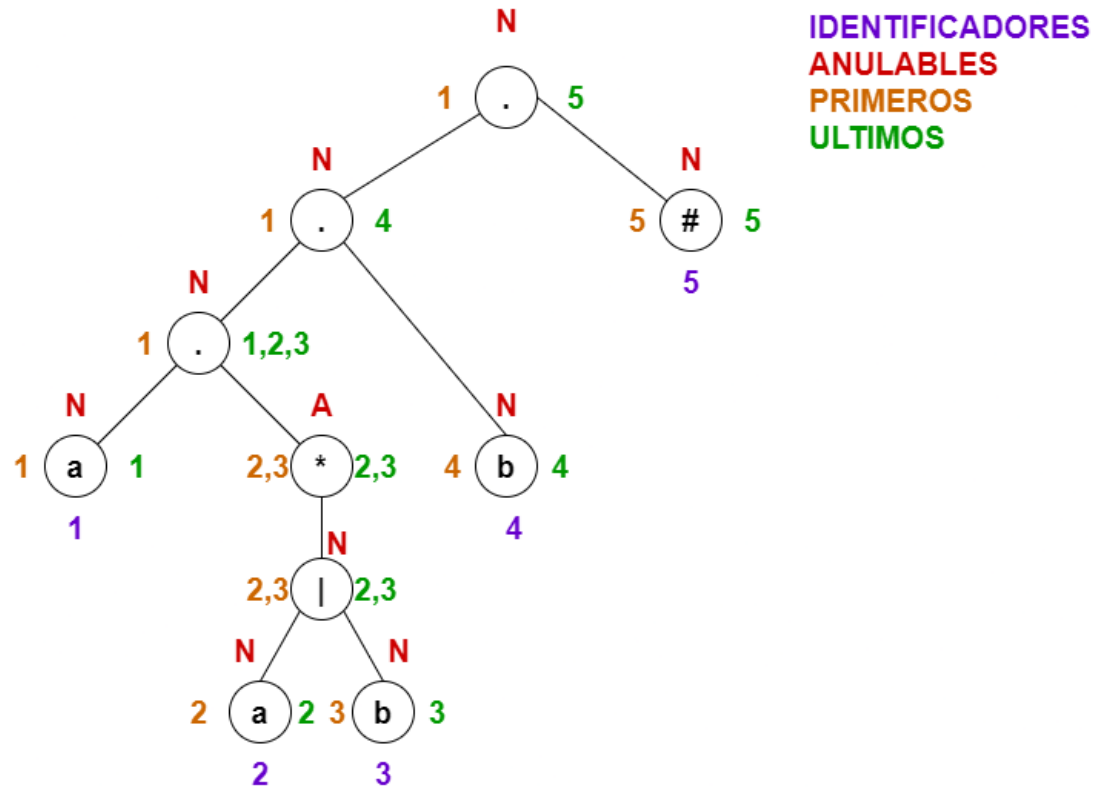 N
IDENTIFICADORES
ANULABLES
PRIMEROS
ULTIMOS
1 . 5
N N
1 . 4 5 # 5
N 5
1 . 1,2,3
N A N
1 a 1 2,3 * 2,3 4 b 4
1 4
N
2,3 | 2,3
N N
2 a 2 3 b 3
2 3